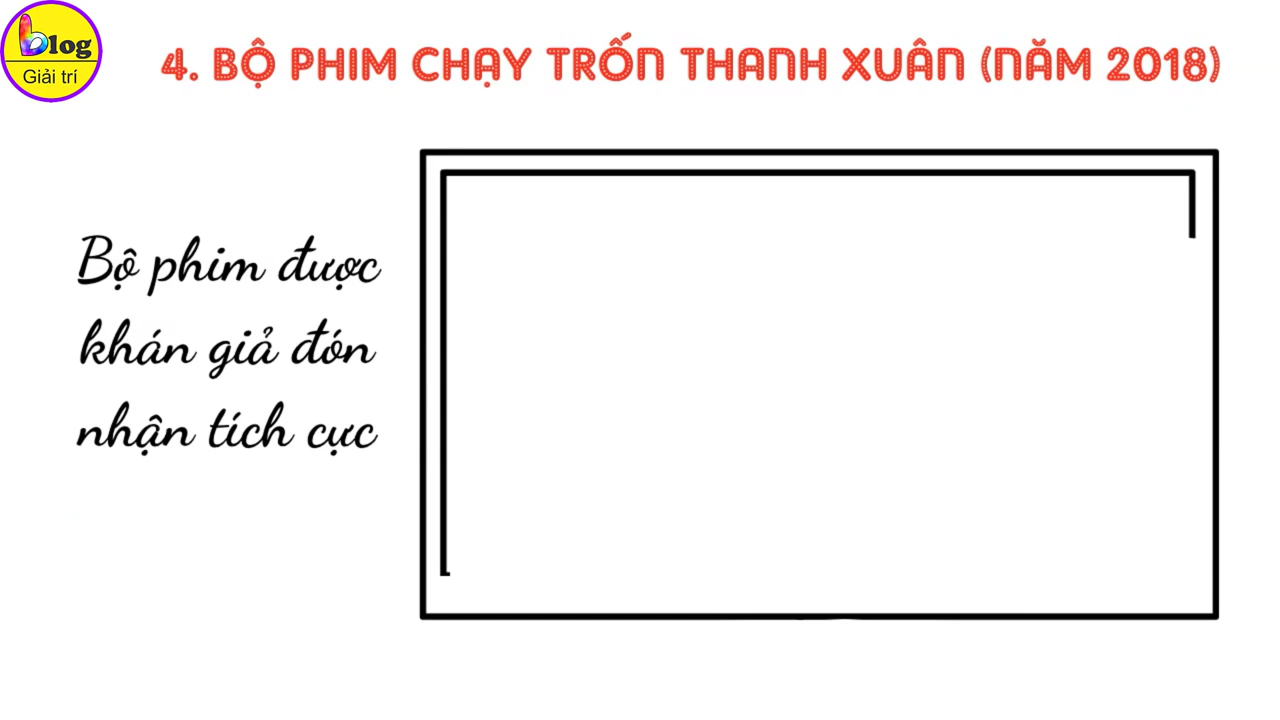 blog
Giải trí
4. BỘ PHIM CHẠY TRỐN THANH XUÂN (NĂM 2018)
Bộ phim được
khán giả đón
nhận tích cực